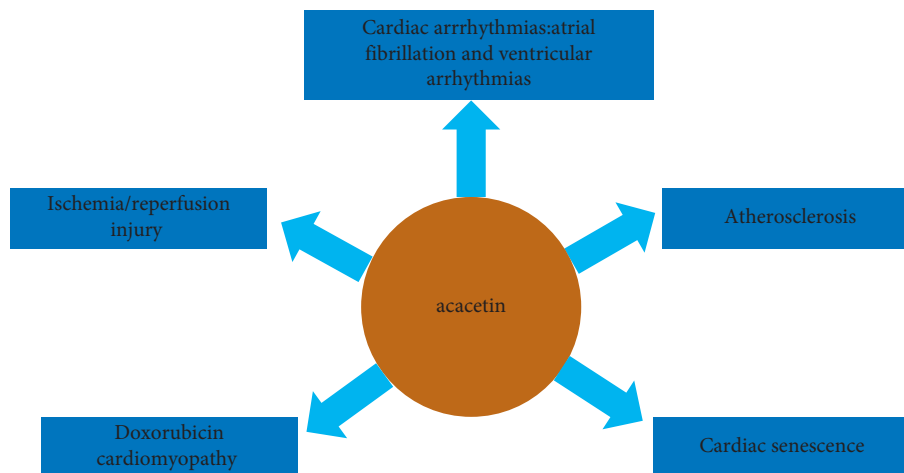 Cardiac arrrhythmias:atrial
fibrillation and ventricular
arrhythmias
Ischemia/reperfusion
injury
Atherosclerosis
acacetin
Doxorubicin
cardiomyopathy
Cardiac senescence